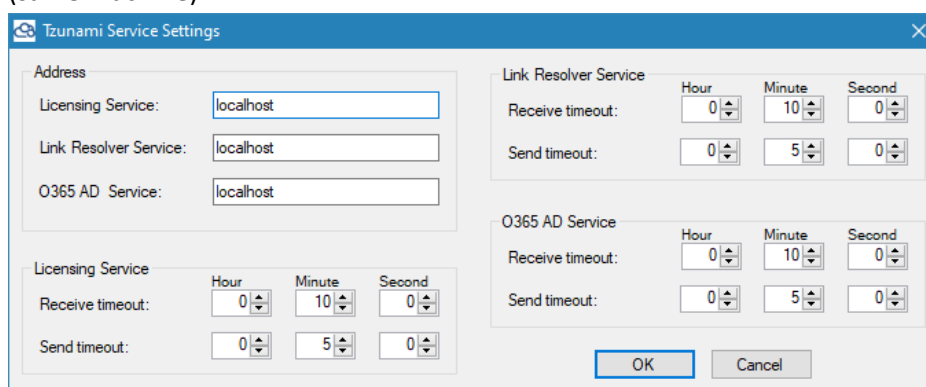 Tzunami Service Settings
Address
Licensing Service: localhost
Link Resolver Service: localhost
O365 AD Service: localhost
Licensing Service
Hour Minute Second
Receive timeout: 0 10 0
Send timeout: 0 5 0
Link Resolver Service
Hour Minute Second
Receive timeout: 0 10 0
Send timeout: 0 5 0
O365 AD Service
Hour Minute Second
Receive timeout: 0 10 0
Send timeout: 0 5 0
OK Cancel